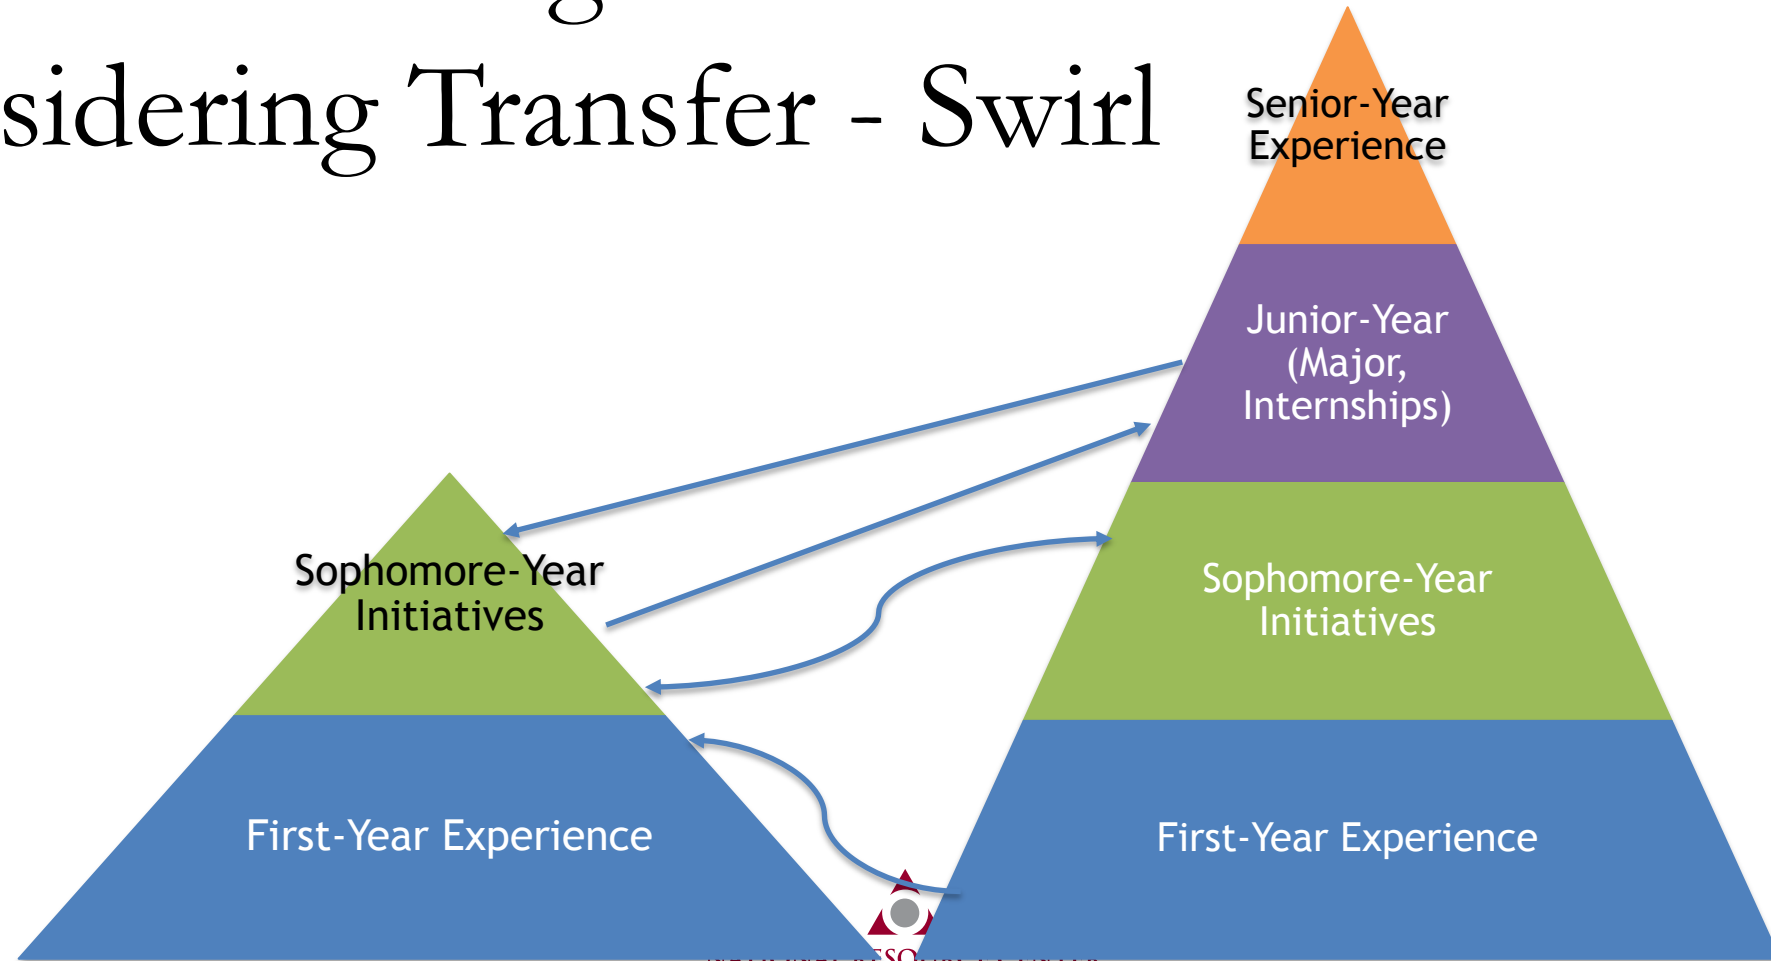 sidering Transfer - Swirl
Senior-Year
Experience
Junior-Year
(Major,
Internships)
Sophomore-Year
Initiatives
Sophomore-Year
Initiatives
First-Year Experience
First-Year Experience